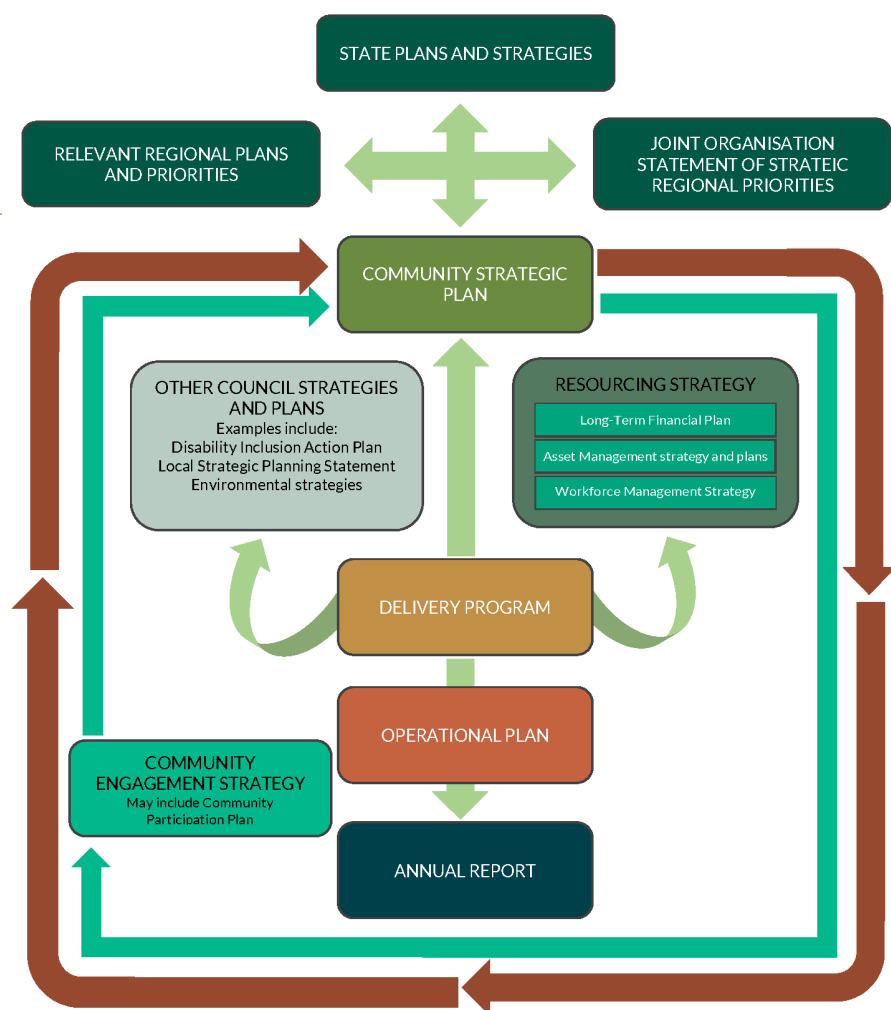 STATE PLANS AND STRATEGIES
RELEVANT REGIONAL PLANS
AND PRIORITIES
JOINT ORGANISATION
STATEMENT OF STRATEIC
REGIONAL PRIORITIES
COMMUNITY STRATEGIC
PLAN
OTHER COUNCIL STRATEGIES
AND PLANS
Examples include:
Disability Inclusion Action Plan
Local Strategic Planning Statement
Environmental strategies
RESOURCING STRATEGY
Long-Term Financial Plan
Asset Management strategy and plans
Workforce Management Strategy
DELIVERY PROGRAM
OPERATIONAL PLAN
COMMUNITY
ENGAGEMENT STRATEGY
May include Community
Participation Plan
ANNUAL REPORT